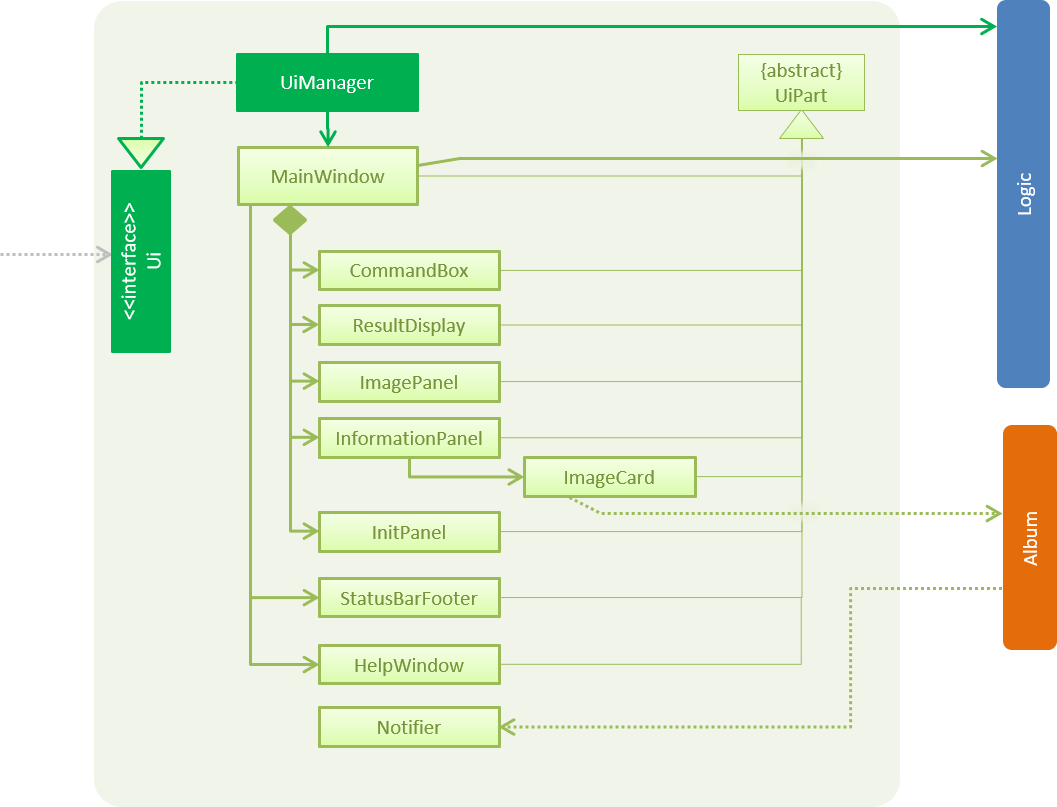 UiManager
{abstract}
UiPart
MainWindow
Logic
<<interface>>
Ui
CommandBox
ResultDisplay
ImagePanel
InformationPanel
ImageCard
Album
InitPanel
StatusBarFooter
HelpWindow
Notifier